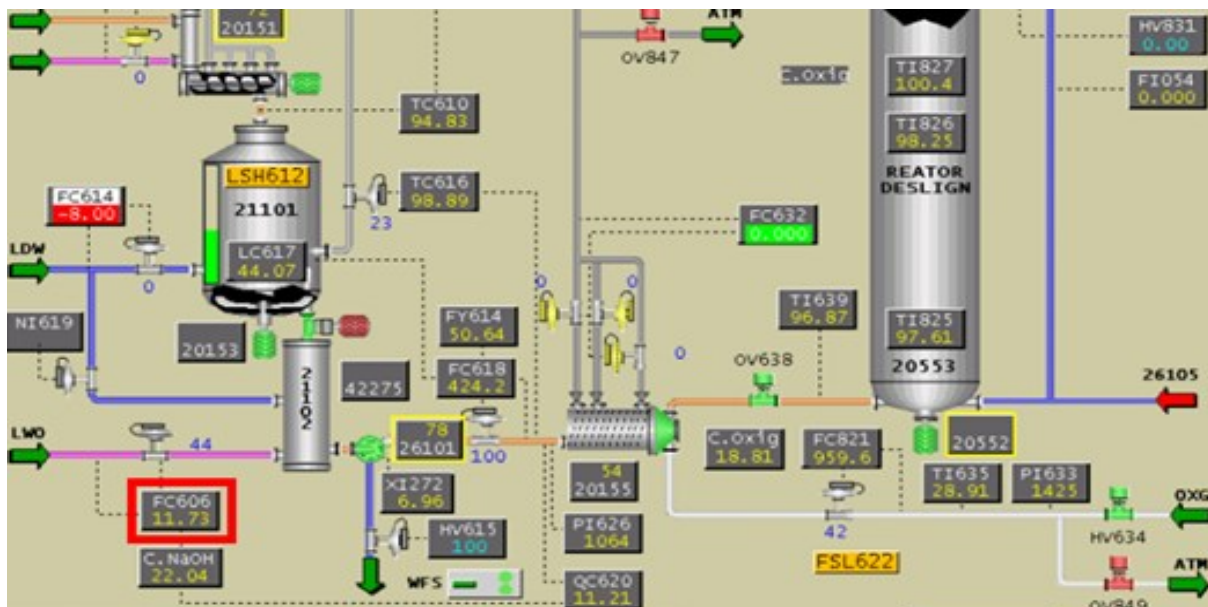 72
20151
0
ATM
OV847
HV831
0.00
C.Oxig
TI827
100.4
FI054
0.000
TC610
94.83
TI826
98.25
LSH612
21101
TC616
98.89
23
REATOR
DESLIGN
FC614
-8.00
FC632
0.000
LDW
LC617
44.07
0
0
0
TI639
96.87
NI619
20153
FY614
50.64
TI825
97.61
0
OV638
20553
42275
FC618
424.2
21102
26105
LWO
44
78
26101
100
C.Oxig
18.81
FC821
959.6
20552
54
20155
TI635
28.91
PI633
1425
FC606
11.73
XI272
6.96
OXG
HV615
100
PI626
1064
42
HV634
C.NaOH
22.04
FSL622
ATM
WFS
QC620
11.21
OV849